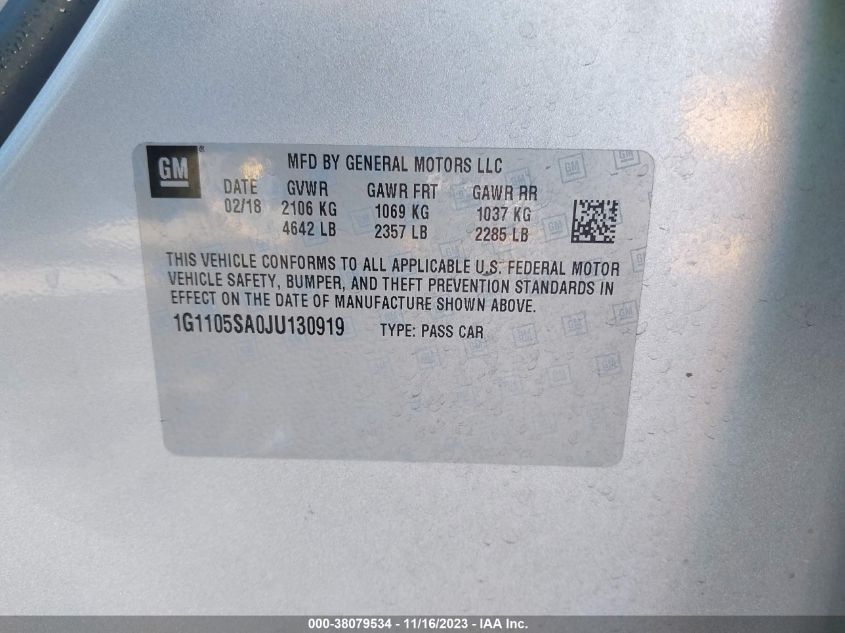 GM
MFD BY GENERAL MOTORS LLC
DATE GVWR GAWR FRT GAWR RR
02/18 2106 KG 1069 KG 1037 KG
4642 LB 2357 LB 2285 LB
THIS VEHICLE CONFORMS TO ALL APPLICABLE U.S. FEDERAL MOTOR
VEHICLE SAFETY, BUMPER, AND THEFT PREVENTION STANDARDS IN
EFFECT ON THE DATE OF MANUFACTURE SHOWN ABOVE.
1G1105SA0JU130919 TYPE: PASS CAR
000-38079534 - 11/16/2023 - IAA Inc.